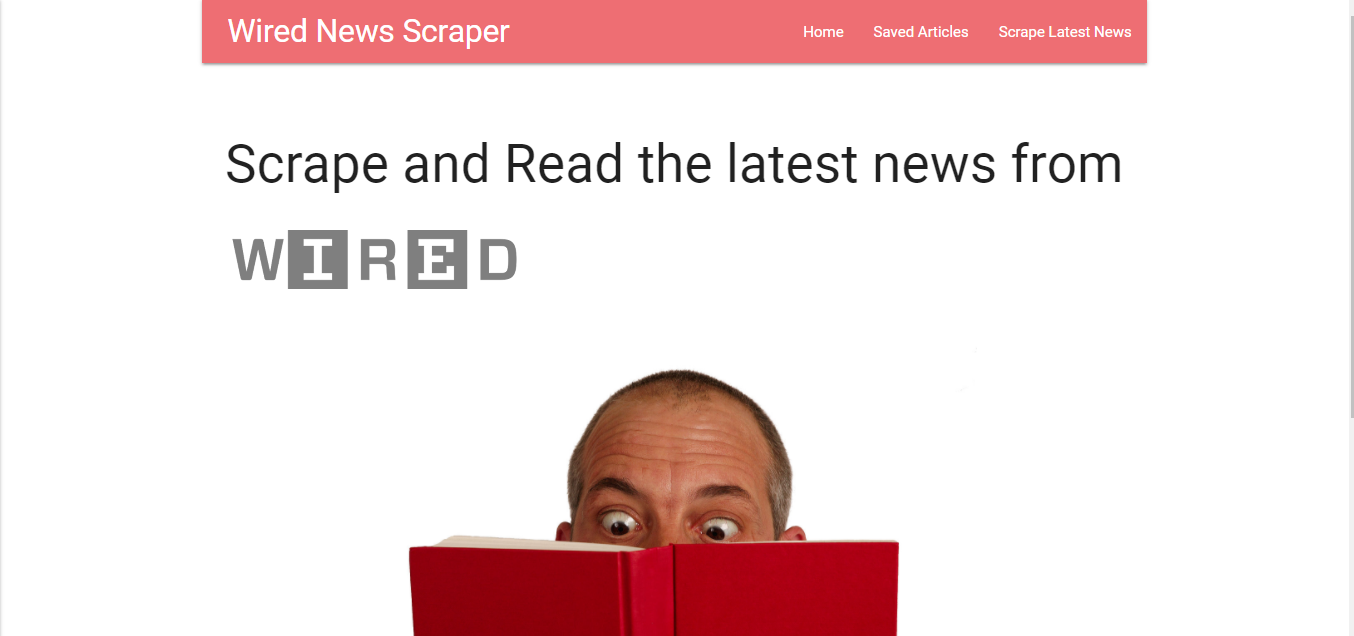 Wired News Scraper
Home
Saved Articles
Scrape Latest News
Scrape and Read the latest news from
WIRED